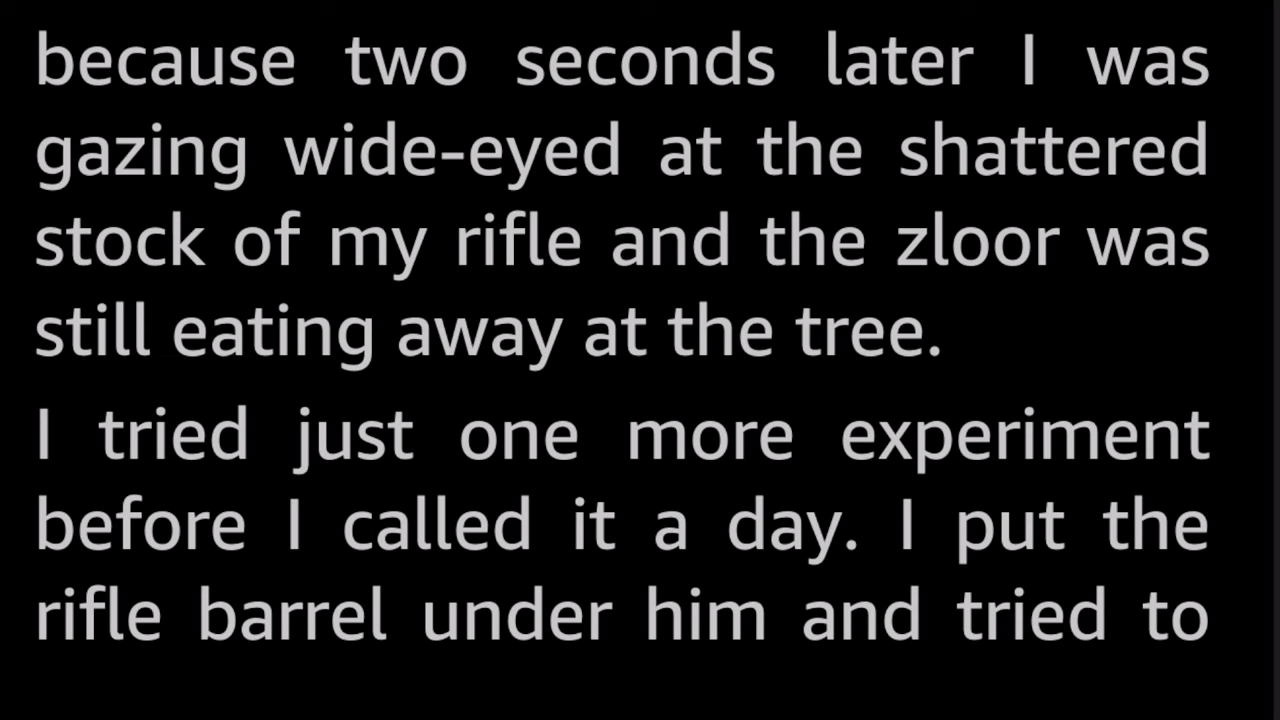 because two seconds later I was
gazing wide-eyed at the shattered
stock of my rifle and the zloor was
still eating away at the tree.
I tried just one more experiment
before I called it a day. I put the
rifle barrel under him and tried to